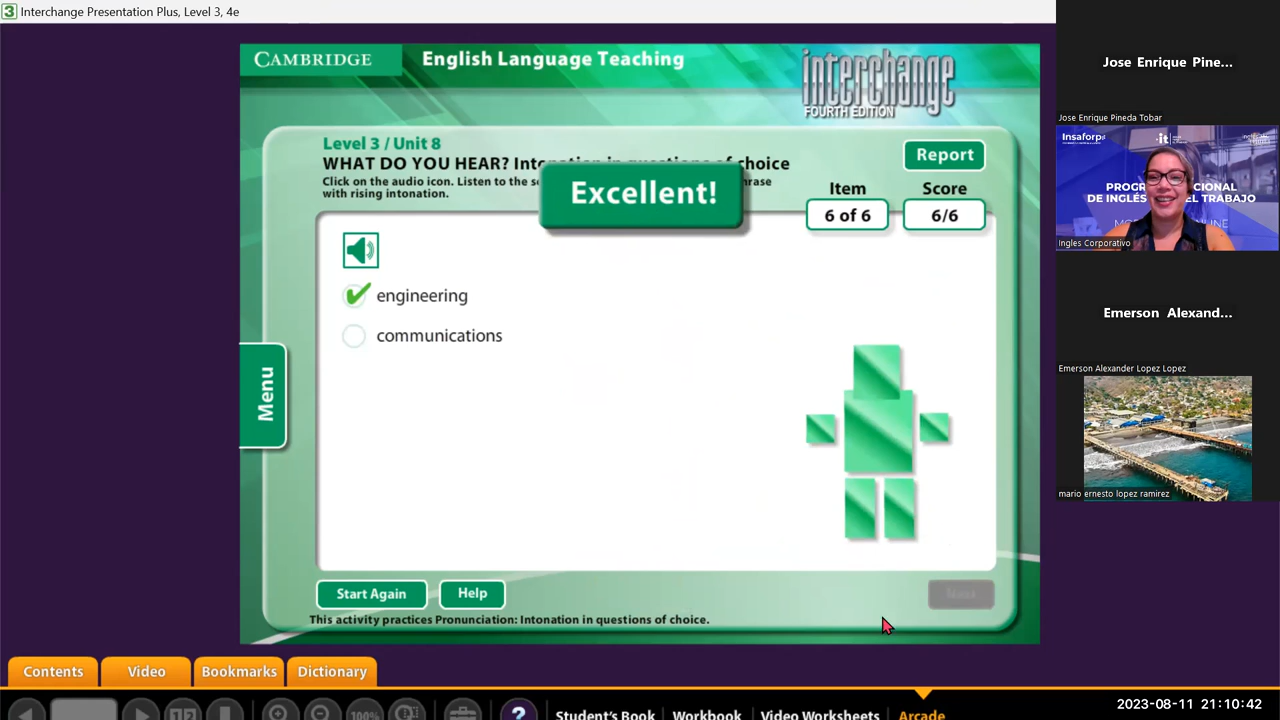 Interchange Presentation Plus, Level 3, 4e
CAMBRIDGE
English Language Teaching
interchange
FOURTH EDITION
Level 3 / Unit 8
WHAT DO YOU HEAR? Intonation in questions of choice
Click on the audio icon. Listen to the
with rising intonation.
Excellent!
Report
Item
Score
6 of 6
6/6
engineering
communications
Menu
Start Again
Help
Next
This activity practices Pronunciation: Intonation in questions of choice.
Contents
Video
Bookmarks
Dictionary
100%
?
Student's Book
Workbook
Video Worksheets
Arcade
Jose Enrique Pine...
Jose Enrique Pineda Tobar
Insaforp
Ingles Corporativo
Emerson Alexand...
Emerson Alexander Lopez Lopez
mario ernesto lopez ramirez
2023-08-11 21:10:42